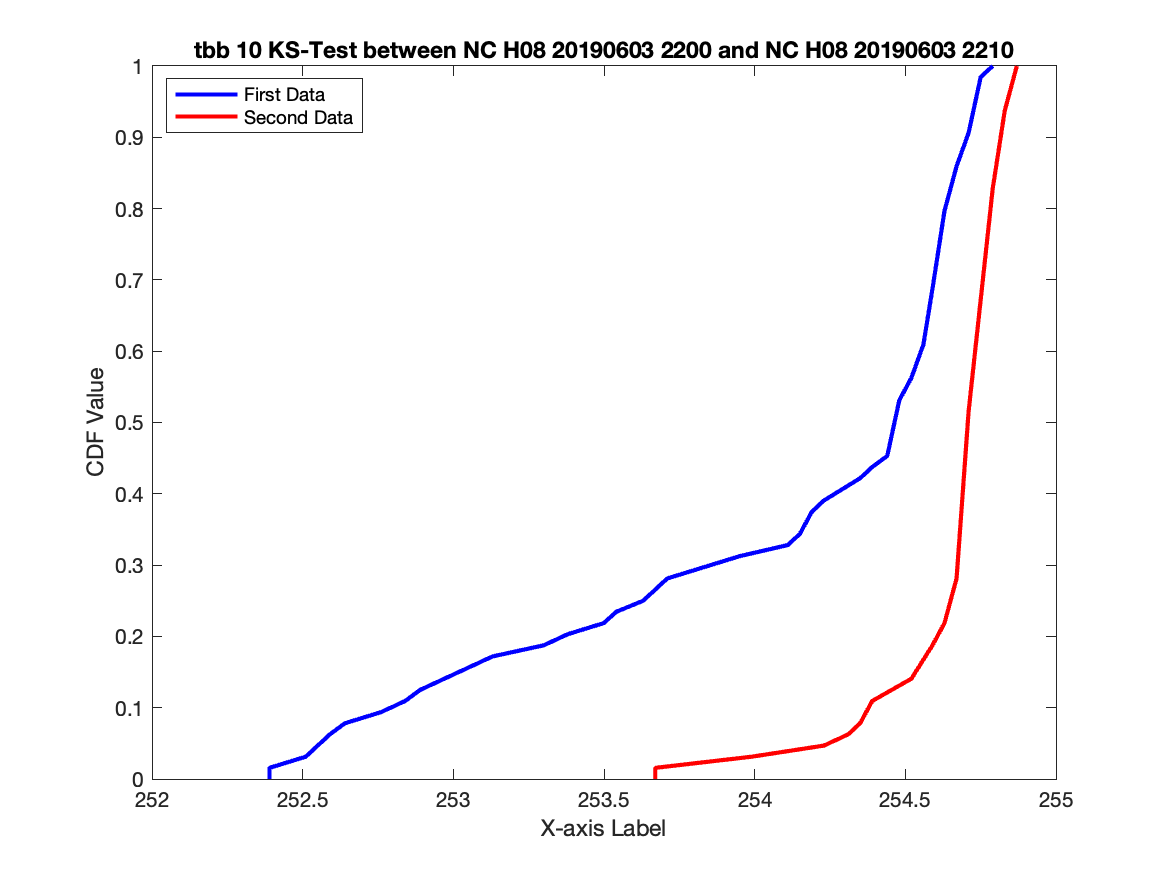 tbb 10 KS-Test between NC H08 20190603 2200 and NC H08 20190603 2210
First Data
Second Data
1
0.9
0.8
0.7
0.6
0.5
0.4
0.3
0.2
0.1
0
CDF Value
252 252.5 253 253.5 254 254.5 255
X-axis Label